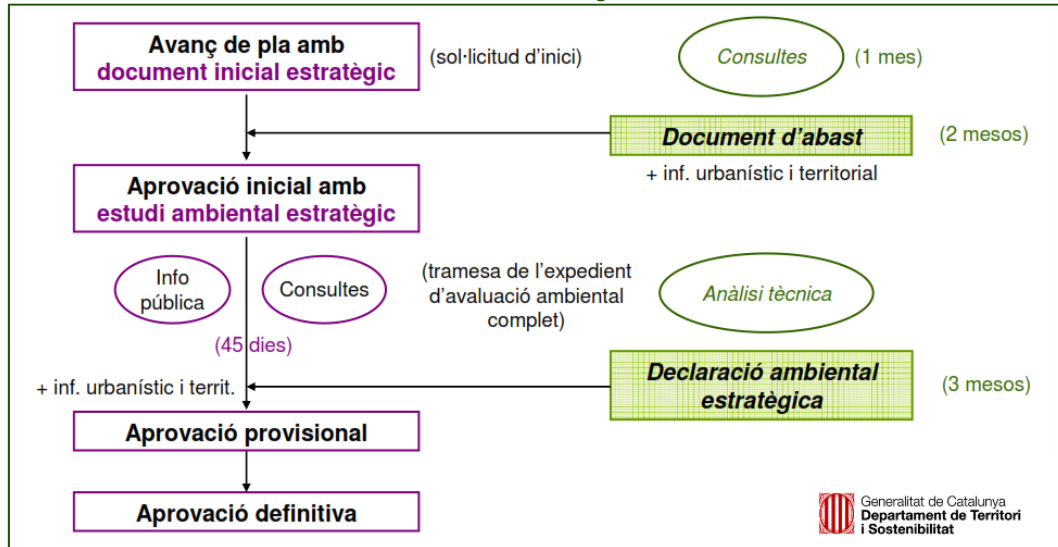 Avanç de pla amb
document inicial estratègic
(sol·licitud d'inici)
Consultes
(1 mes)
Document d'abast
(2 mesos)
+ inf. urbanístic i territorial
Aprovació inicial amb
estudi ambiental estratègic
Info
pública
Consultes
(45 dies)
(tramesa de l'expedient
d'avaluació ambiental
complet)
Anàlisi tècnica
+ inf. urbanístic i territ.
Declaració ambiental
estratègica
(3 mesos)
Aprovació provisional
Aprovació definitiva
Generalitat de Catalunya
Departament de Territori
i Sostenibilitat